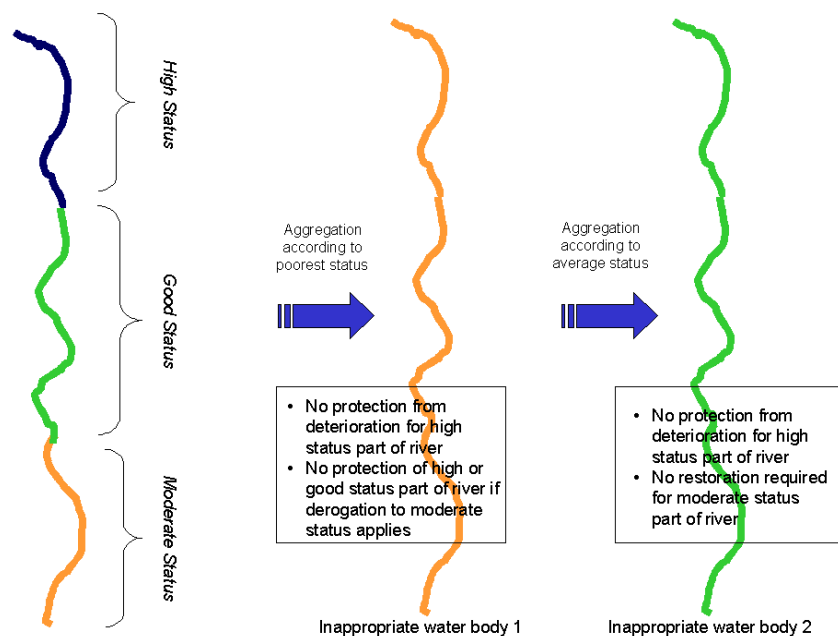 High Status
Good Status
Moderate Status
Aggregation
according to
poorest status
• No protection from
deterioration for high
status part of river
• No protection of high or
good status part of river if
derogation to moderate
status applies
Inappropriate water body 1
Aggregation
according to
average status
• No protection from
deterioration for high
status part of river
• No restoration required
for moderate status
part of river
Inappropriate water body 2